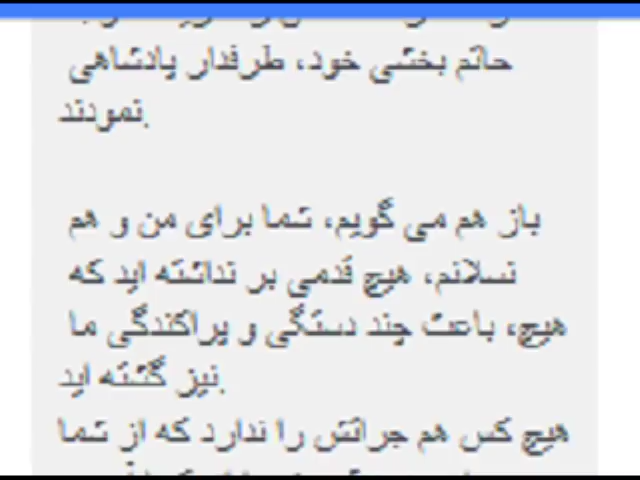 حاتم بخشی خود، طرفدار پادشاهی
نمودند.
باز هم می گویم، شما برای من و هم
نسلانم، هیچ قدمی بر نداشته اید که
هیچ، باعث چند دستگی و پراکندگی ما
نیز گشته اید.
هیچ کس هم جراتش را ندارد که از شما